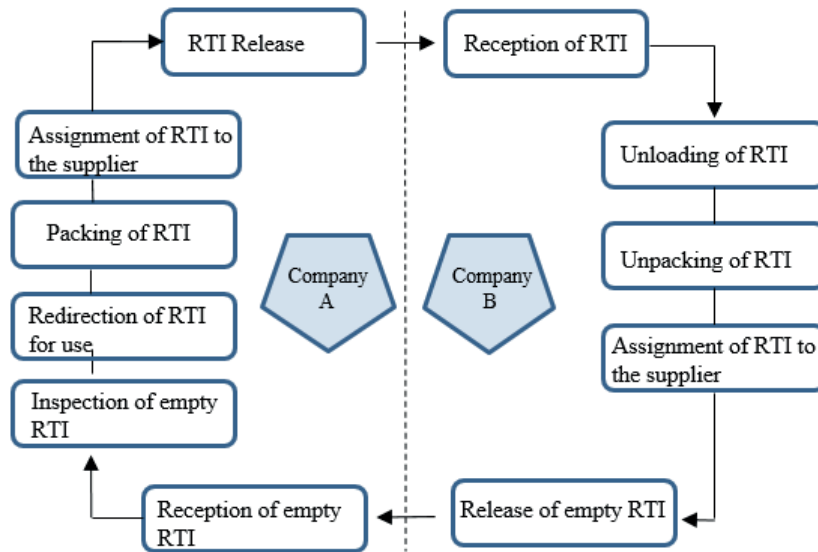 RTI Release
Reception of RTI
Assignment of RTI to
the supplier
Unloading of RTI
Packing of RTI
Unpacking of RTI
Company
A
Company
B
Redirection of RTI
for use
Assignment of RTI to
the supplier
Inspection of empty
RTI
Reception of empty
RTI
Release of empty RTI